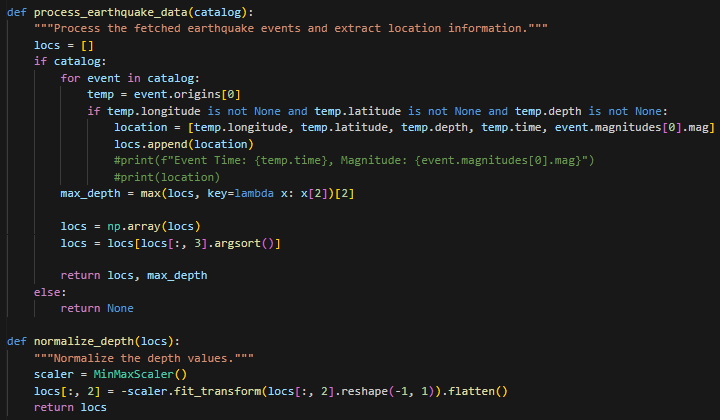 def process_earthquake_data(catalog):
    """Process the fetched earthquake events and extract location information."""
    locs = []
    if catalog:
        for event in catalog:
            temp = event.origins[0]
            if temp.longitude is not None and temp.latitude is not None and temp.depth is not None:
                location = [temp.longitude, temp.latitude, temp.depth, temp.time, event.magnitudes[0].mag]
                locs.append(location)
                #print(f"Event Time: {temp.time}, Magnitude: {event.magnitudes[0].mag}")
                #print(location)
        max_depth = max(locs, key=lambda x: x[2])[2]

        locs = np.array(locs)
        locs = locs[locs[:, 3].argsort()]

        return locs, max_depth
    else:
        return None

def normalize_depth(locs):
    """Normalize the depth values."""
    scaler = MinMaxScaler()
    locs[:, 2] = -scaler.fit_transform(locs[:, 2].reshape(-1, 1)).flatten()
    return locs